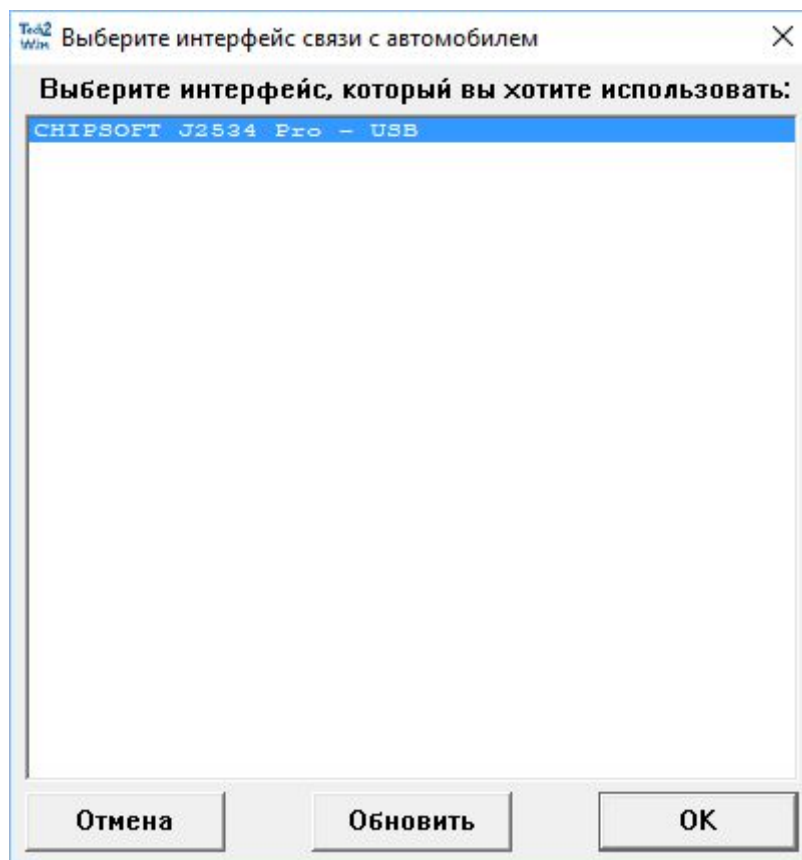 Tech2 Win Выберите интерфейс связи с автомобилем
Выберите интерфейс, который вы хотите использовать:
CHIPSOFT J2534 Pro - USB
Отмена Обновить OK